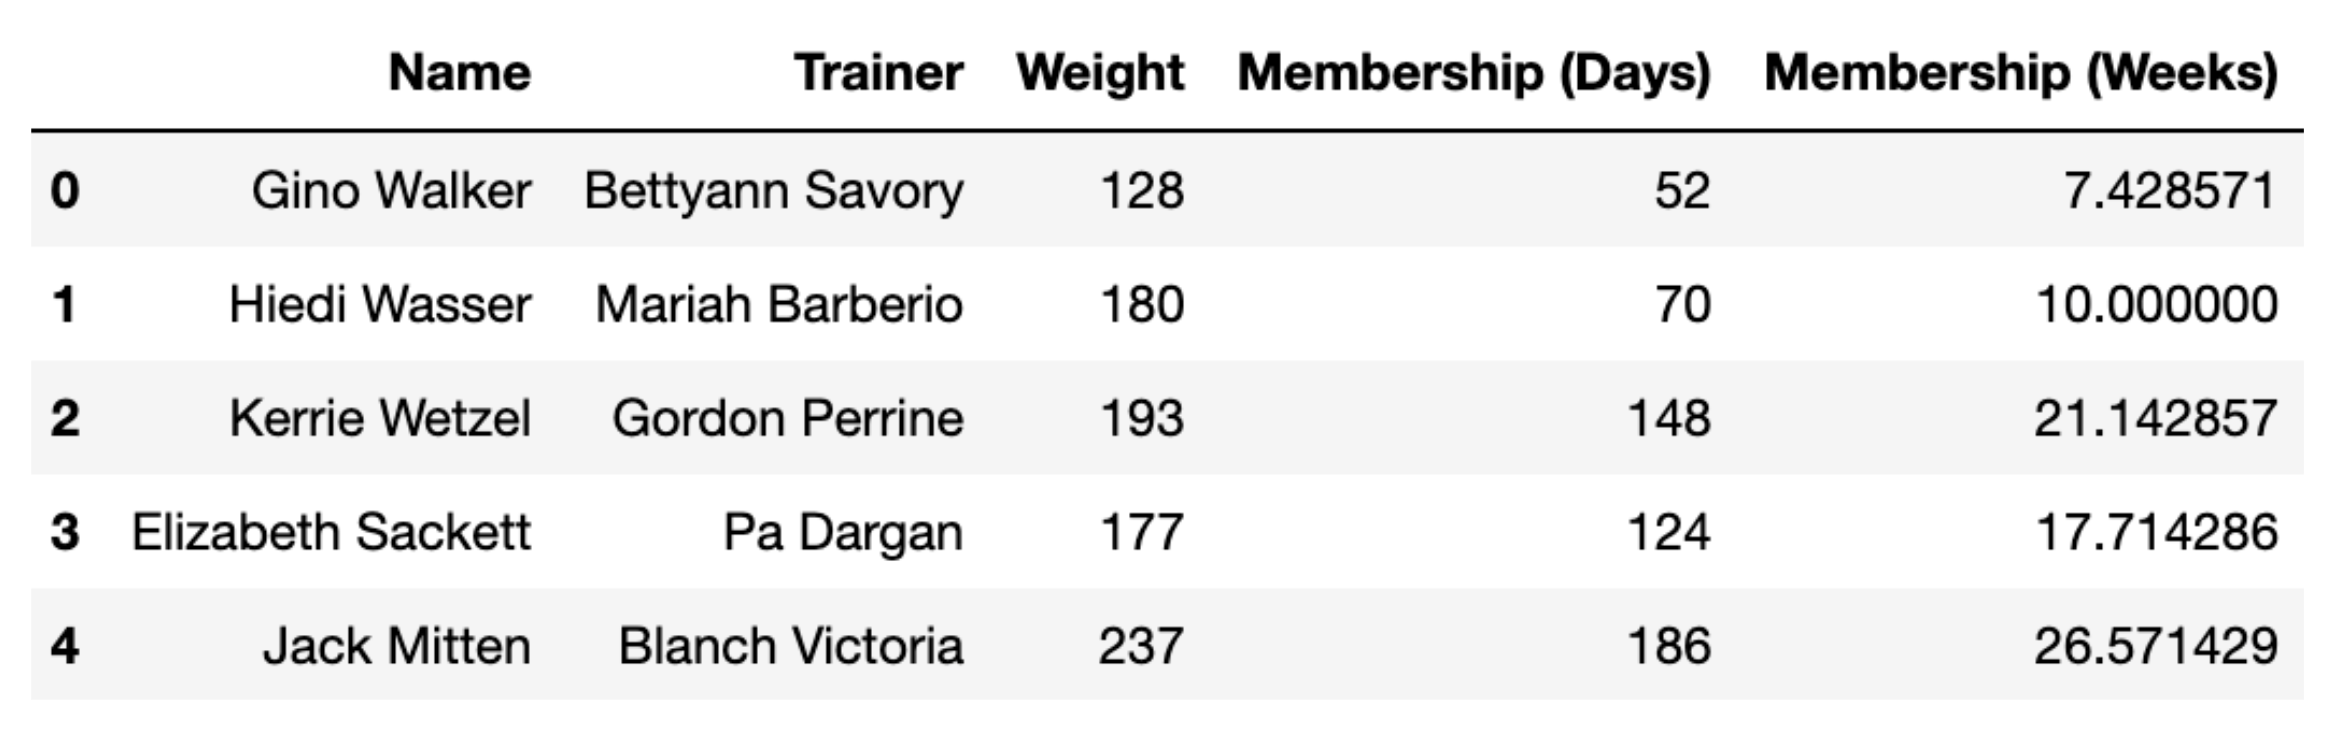 Name Trainer Weight Membership (Days) Membership (Weeks)
0 Gino Walker Bettyann Savory 128 52 7.428571
1 Hiedi Wasser Mariah Barberio 180 70 10.000000
2 Kerrie Wetzel Gordon Perrine 193 148 21.142857
3 Elizabeth Sackett Pa Dargan 177 124 17.714286
4 Jack Mitten Blanch Victoria 237 186 26.571429